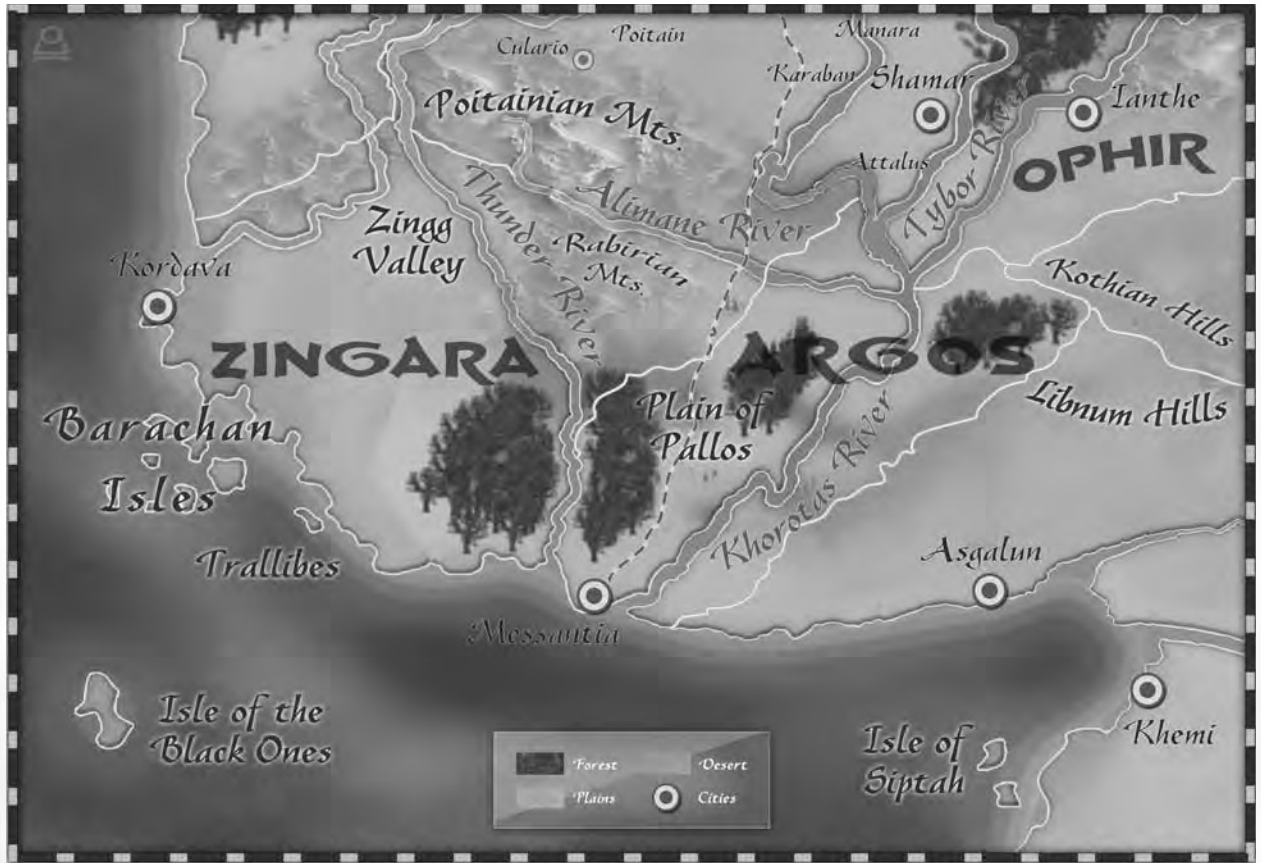 Manara
Culario
Poitain
Karaban
Shamar
Ianthe
Poitainian Mts.
OPHIR
Attalus
Tybor River
Thunder River
Alimane River
Zingg
Valley
Rabirian
Mts.
Kordava
Kothian Hills
ZINGARA
ARGOS
Libnum Hills
Plain of
Pallos
Barachan
Isles
Khorotas River
Trallibes
Asgalun
Messantia
Isle of the
Black Ones
Isle of
Siptah
Khemi
Forest
Desert
Plains
Cities